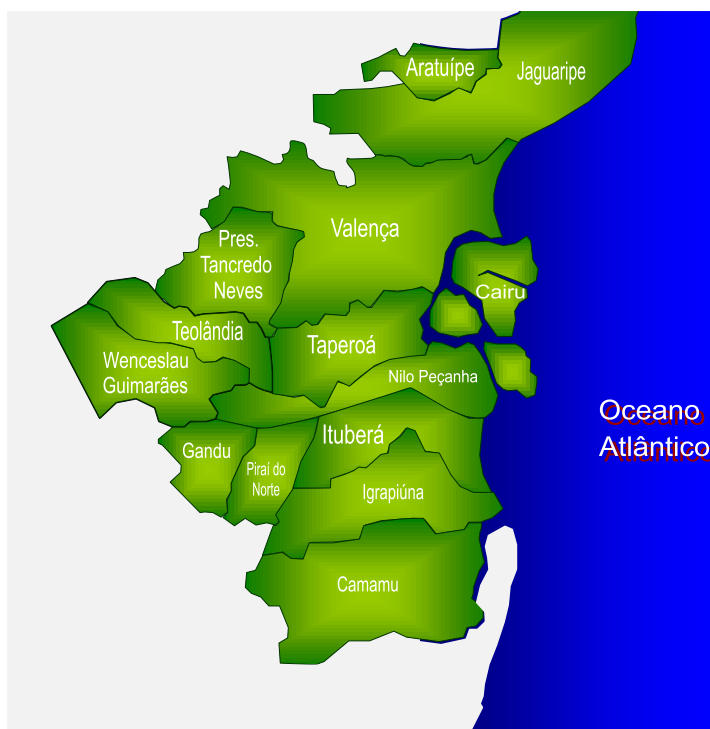 Aratuípe
Jaguaripe
Valença
Pres.
Tancredo
Neves
Cairu
Teolândia
Taperoá
Wenceslau
Guimarães
Nilo Peçanha
Oceano
Atlântico
Ituberá
Gandu
Piraí do
Norte
Igrapiúna
Camamu